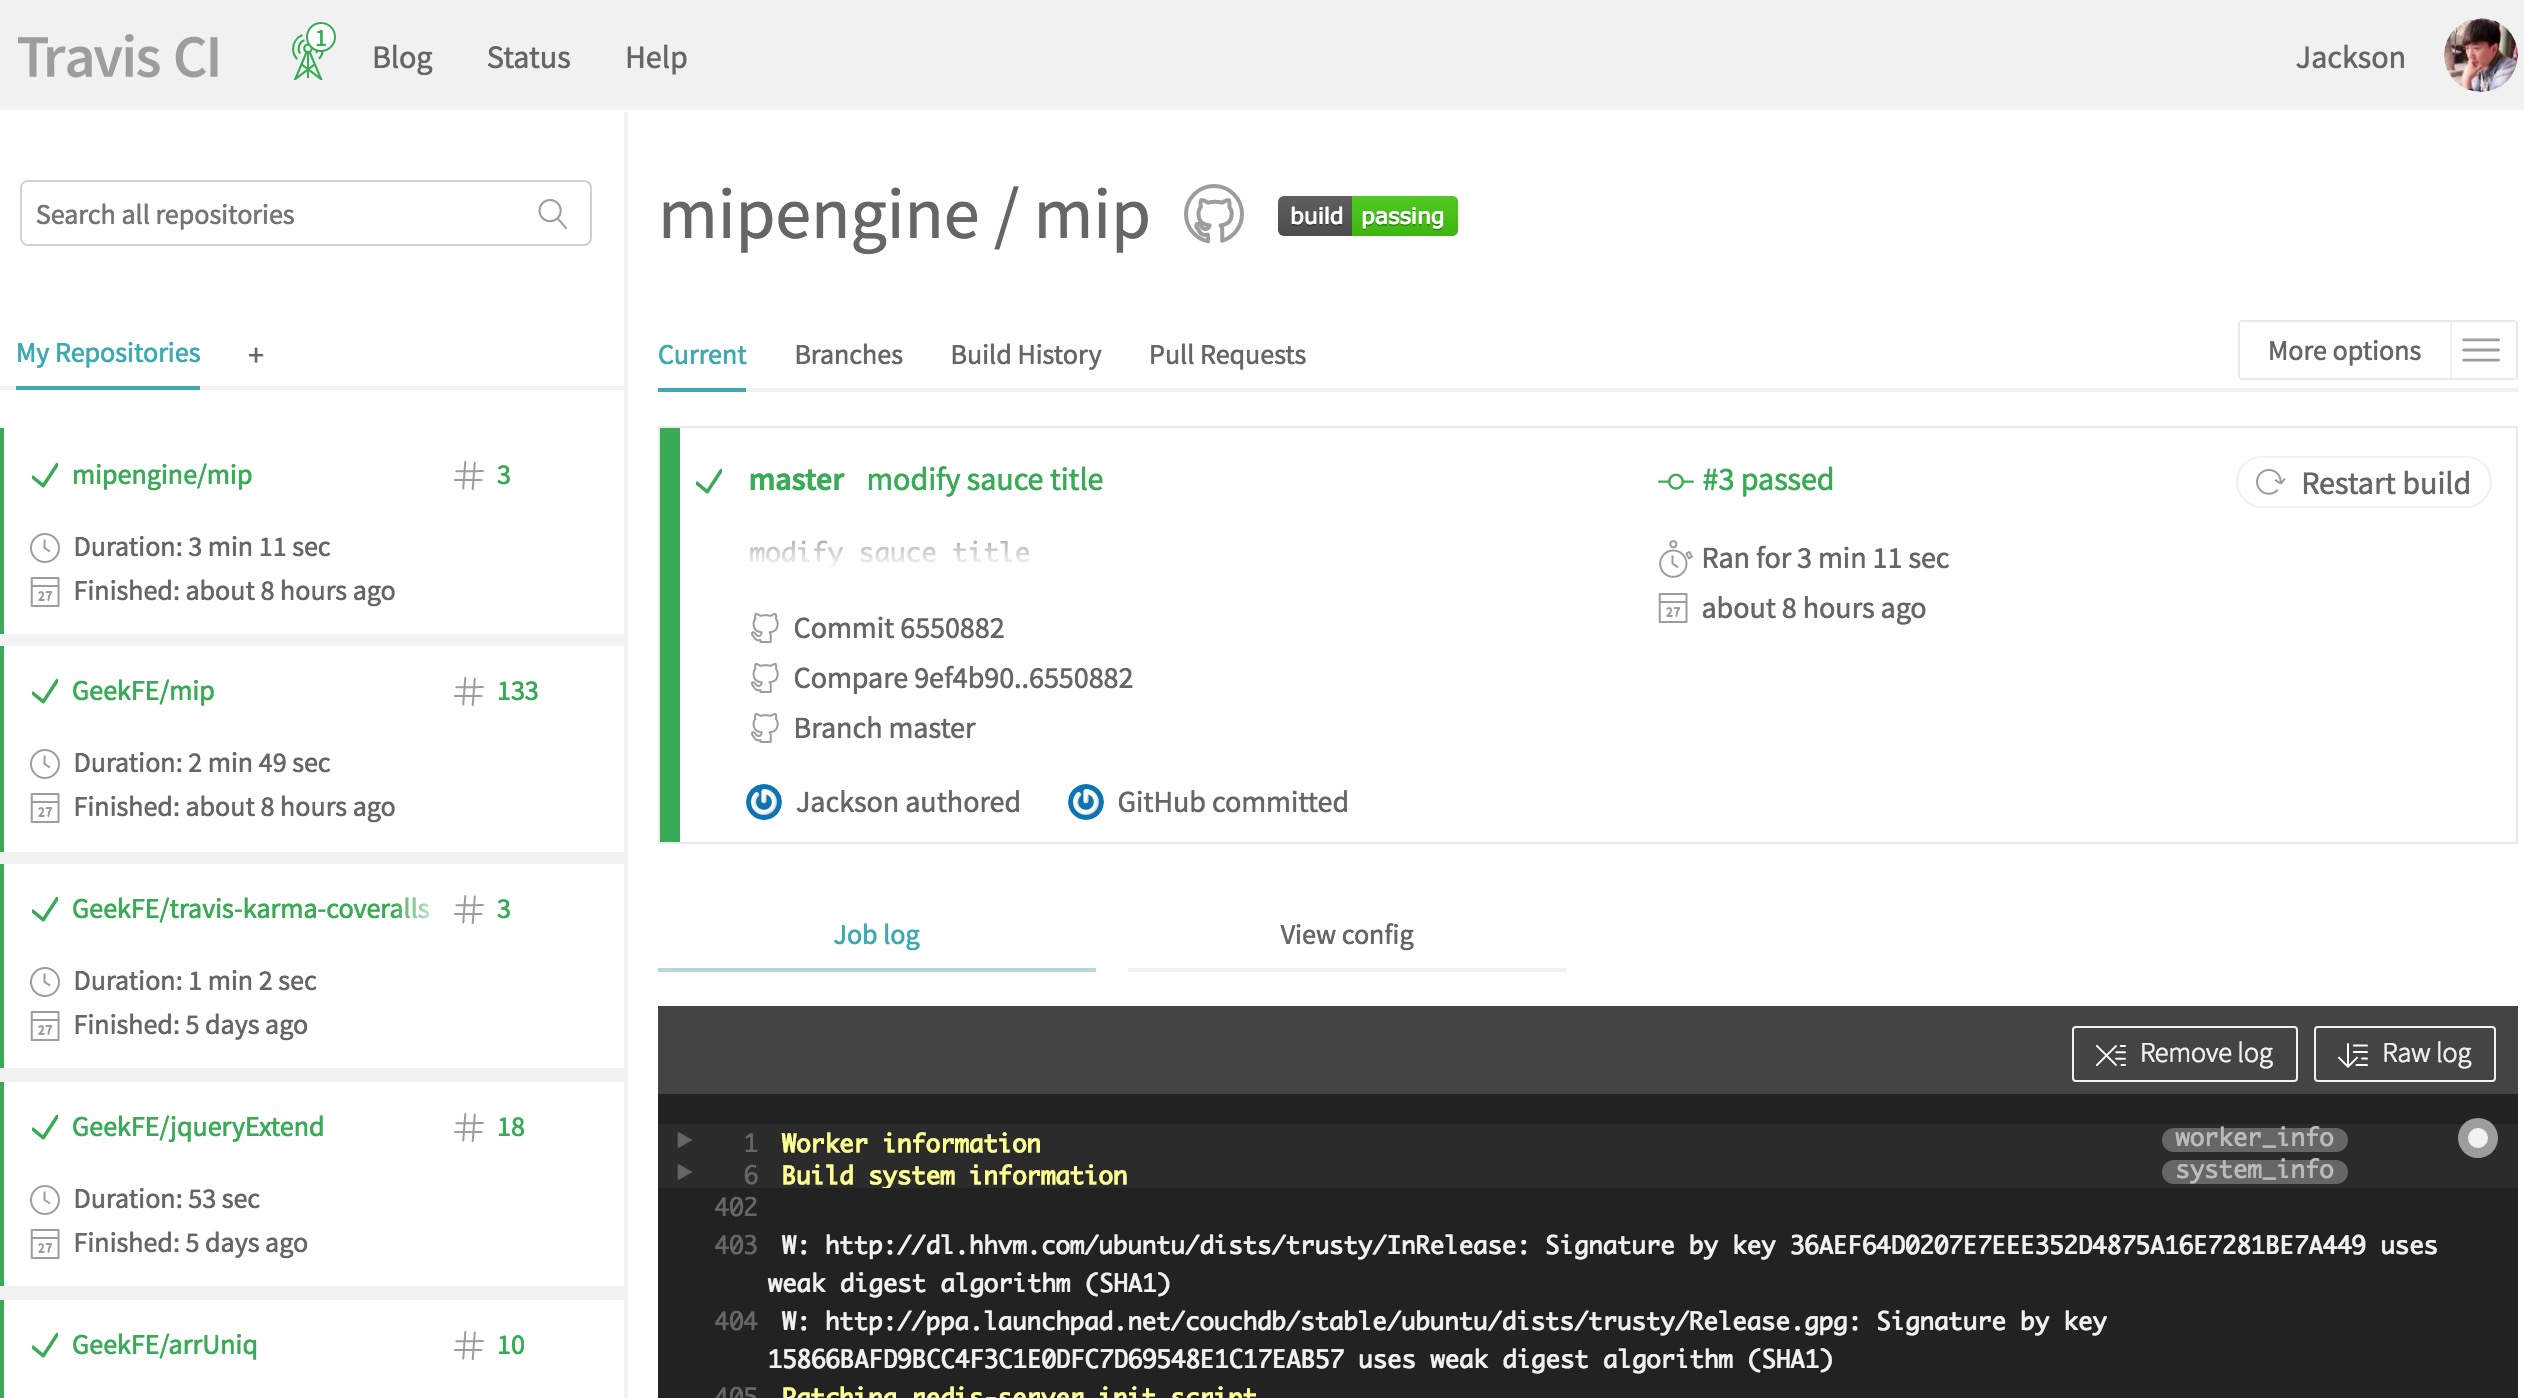 Travis CI 1 Blog Status Help Jackson
Search all repositories
My Repositories +
mipengine/mip 3
Duration: 3 min 11 sec
27 Finished: about 8 hours ago
GeekFE/mip 133
Duration: 2 min 49 sec
27 Finished: about 8 hours ago
GeekFE/travis-karma-coveralls 3
Duration: 1 min 2 sec
27 Finished: 5 days ago
GeekFE/jqueryExtend 18
Duration: 53 sec
27 Finished: 5 days ago
GeekFE/arrUniq 10
mipengine / mip build passing
Current Branches Build History Pull Requests More options
master modify sauce title
modify sauce title
Commit 6550882
Compare 9ef4b90..6550882
Branch master
Jackson authored GitHub committed
#3 passed
Ran for 3 min 11 sec
27 about 8 hours ago
Restart build
Job log View config
Remove log Raw log
1 Worker information worker_info
6 Build system information system_info
402
403 W: http://dl.hhvm.com/ubuntu/dists/trusty/InRelease: Signature by key 36AEF64D0207E7EEE352D4875A16E7281BE7A449 uses
weak digest algorithm (SHA1)
404 W: http://ppa.launchpad.net/couchdb/stable/ubuntu/dists/trusty/Release.gpg: Signature by key
15866BAFD9BCC4F3C1E0DFC7D69548E1C17EAB57 uses weak digest algorithm (SHA1)
405 Patching redis-server init script